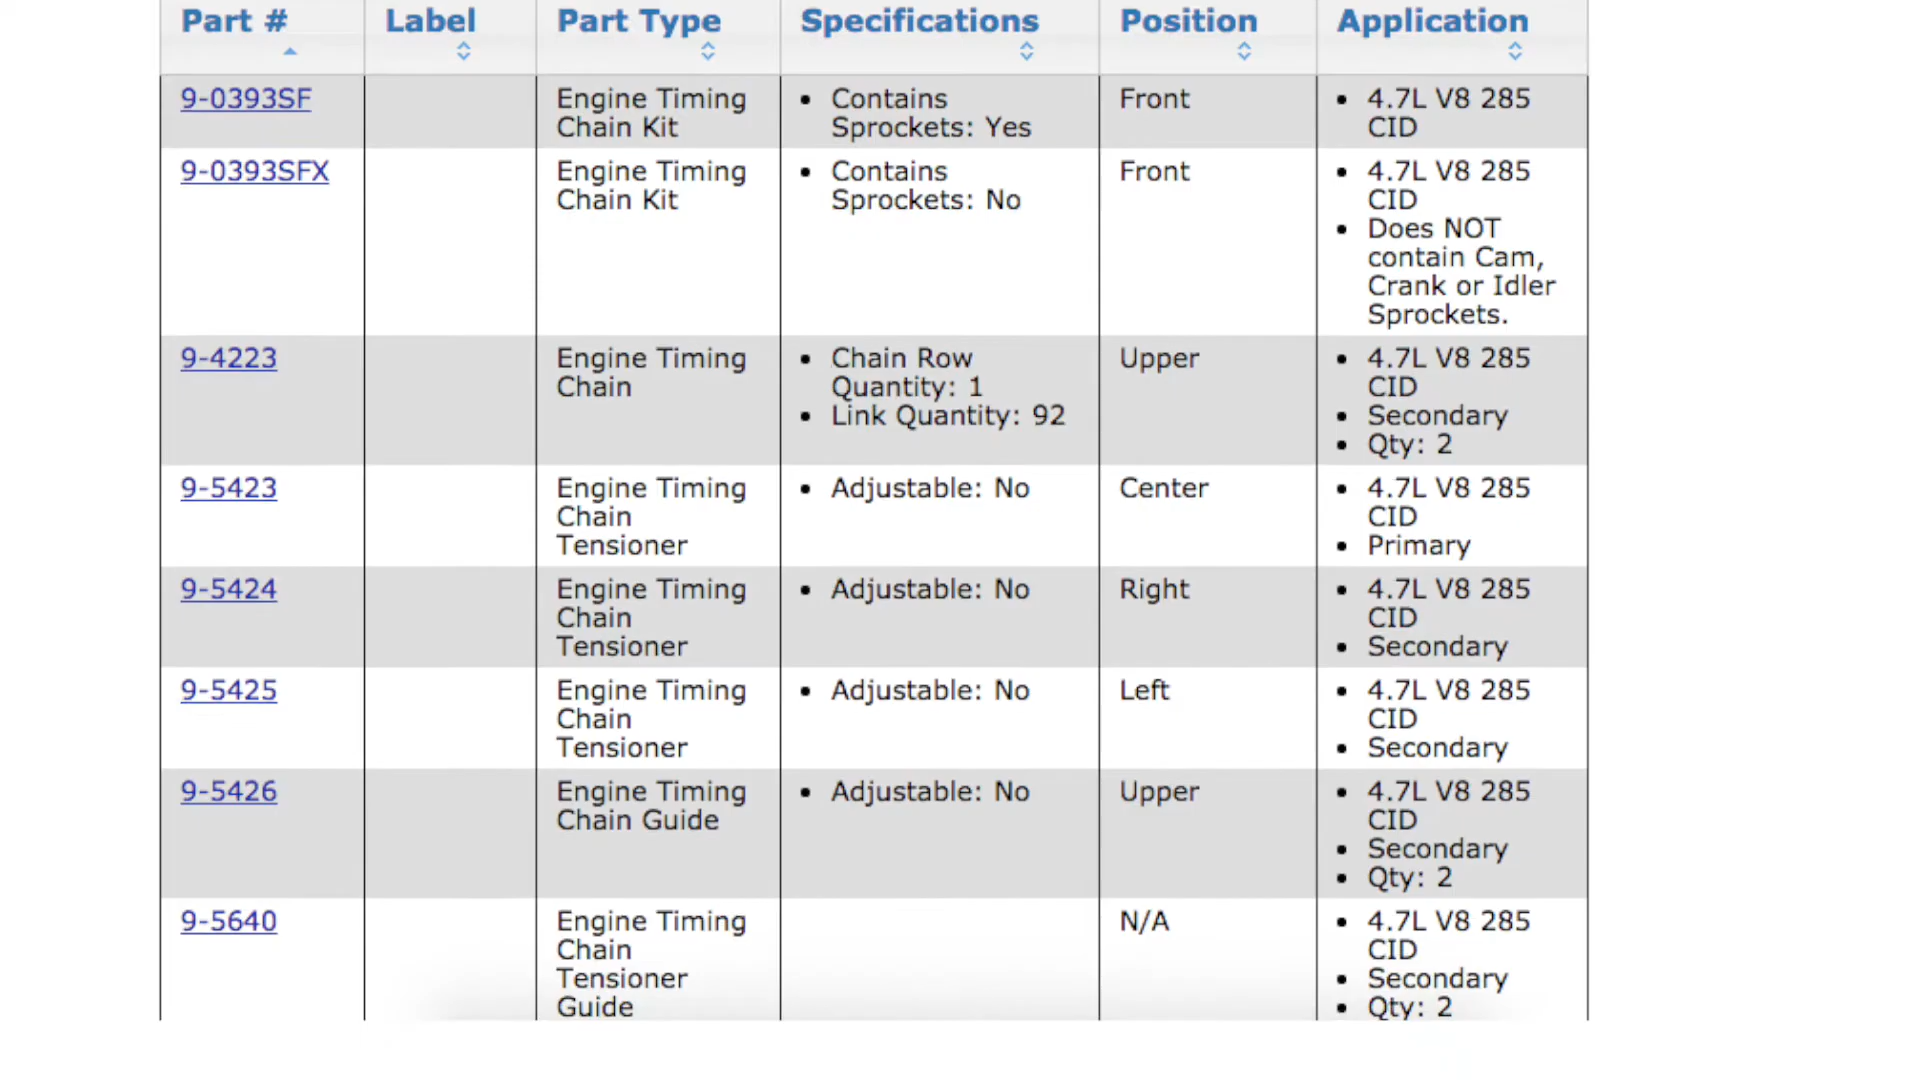 Part # Label Part Type Specifications Position Application
9-0393SF Engine Timing • Contains Front • 4.7L V8 285
Chain Kit Sprockets: Yes CID
9-0393SFX Engine Timing • Contains Front • 4.7L V8 285
Chain Kit Sprockets: No CID
• Does NOT
contain Cam,
Crank or Idler
Sprockets.
9-4223 Engine Timing • Chain Row Upper • 4.7L V8 285
Chain Quantity: 1 CID
• Link Quantity: 92 • Secondary
• Qty: 2
9-5423 Engine Timing • Adjustable: No Center • 4.7L V8 285
Chain CID
Tensioner • Primary
9-5424 Engine Timing • Adjustable: No Right • 4.7L V8 285
Chain CID
Tensioner • Secondary
9-5425 Engine Timing • Adjustable: No Left • 4.7L V8 285
Chain CID
Tensioner • Secondary
9-5426 Engine Timing • Adjustable: No Upper • 4.7L V8 285
Chain Guide CID
• Secondary
• Qty: 2
9-5640 Engine Timing N/A • 4.7L V8 285
Chain CID
Tensioner • Secondary
Guide • Qty: 2